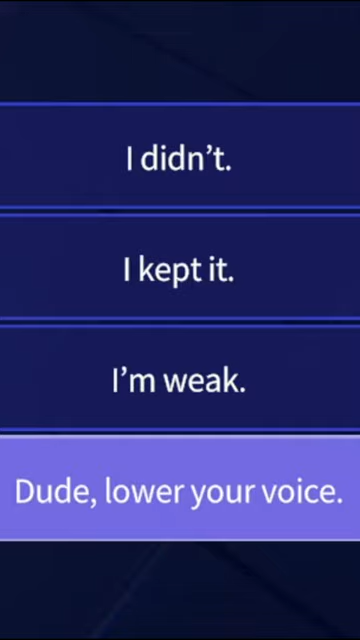 I didn’t.
I kept it.
I’m weak.
Dude, lower your voice.